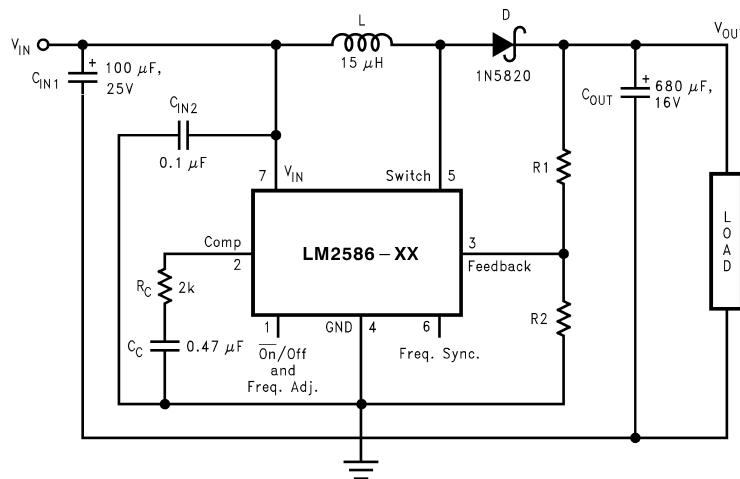 L
D
V_IN
V_OUT
15 μH
1N5820
C_IN1
+
100 μF,
25V
C_OUT
+
680 μF,
16V
C_IN2
0.1 μF
7
V_IN
Switch
5
R1
LOAD
Comp
2
LM2586-XX
3
Feedback
R_C
2k
R2
1
GND
4
6
C_C
0.47 μF
On/Off
and
Freq. Adj.
Freq. Sync.